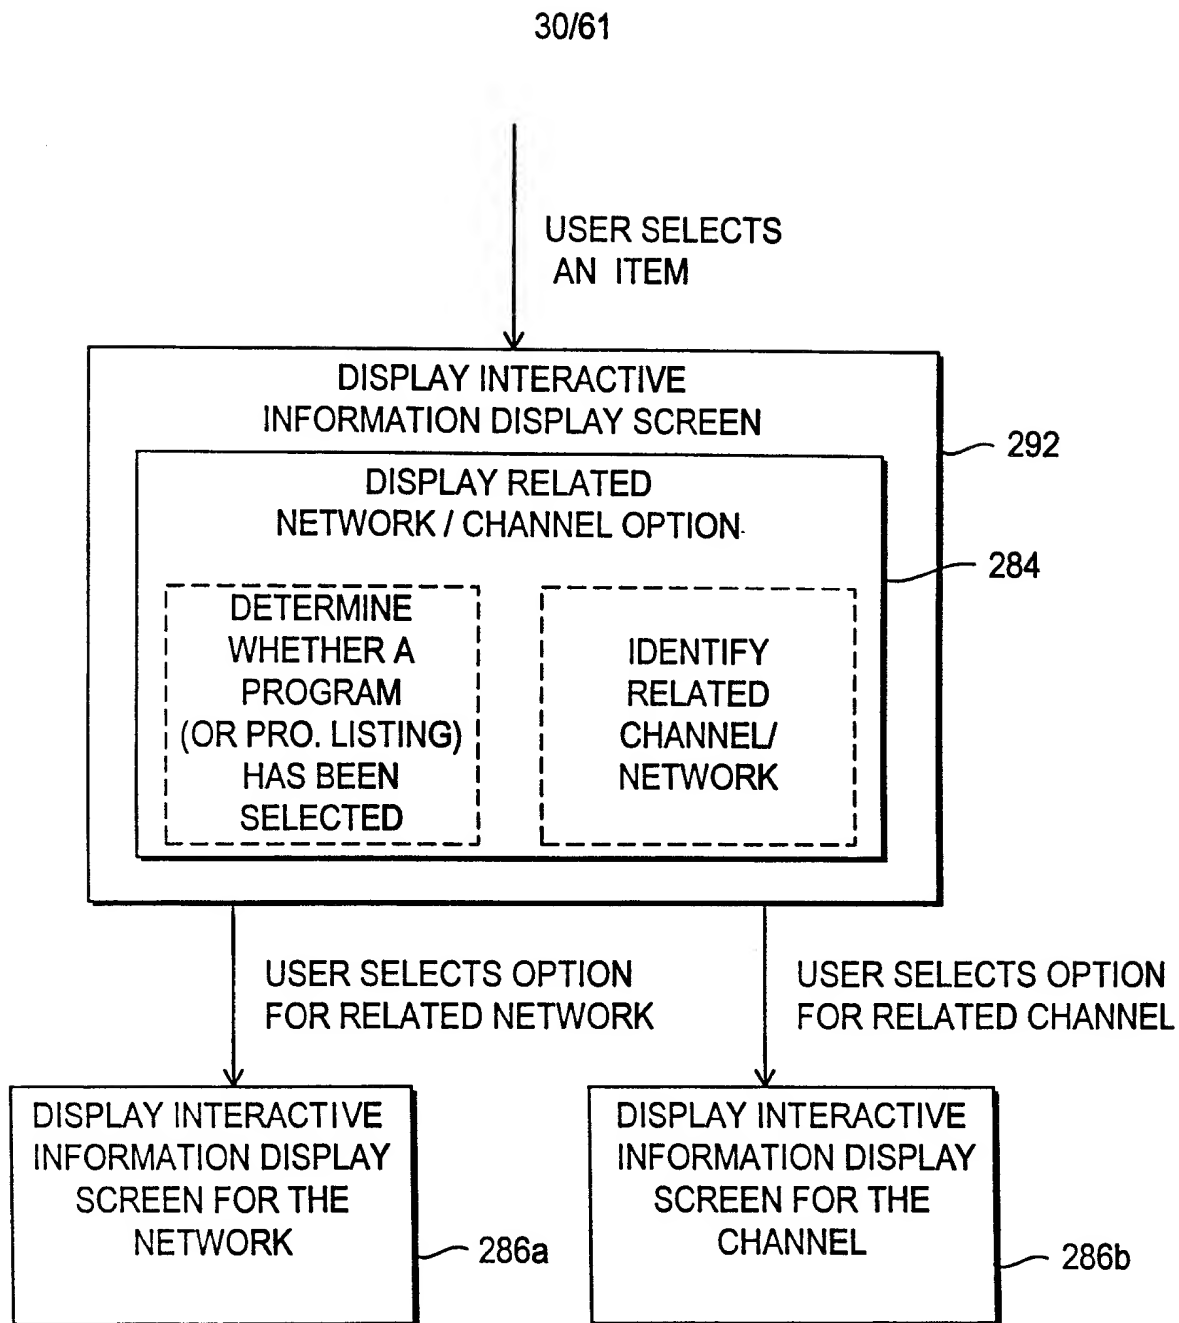 30/61
USER SELECTS
AN ITEM
DISPLAY INTERACTIVE
INFORMATION DISPLAY SCREEN
292
DISPLAY RELATED
NETWORK / CHANNEL OPTION
284
DETERMINE
WHETHER A
PROGRAM
(OR PRO. LISTING)
HAS BEEN
SELECTED
IDENTIFY
RELATED
CHANNEL/
NETWORK
USER SELECTS OPTION
FOR RELATED NETWORK
USER SELECTS OPTION
FOR RELATED CHANNEL
DISPLAY INTERACTIVE
INFORMATION DISPLAY
SCREEN FOR THE
NETWORK
286a
DISPLAY INTERACTIVE
INFORMATION DISPLAY
SCREEN FOR THE
CHANNEL
286b